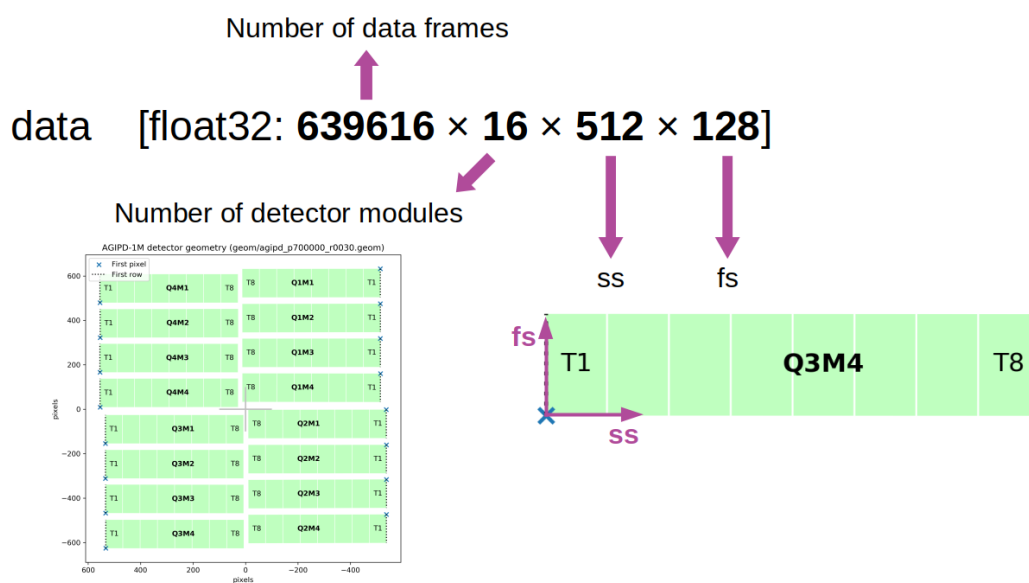 Number of data frames
data [float32: 639616 × 16 × 512 × 128]
Number of detector modules
ss fs
AGIPD-1M detector geometry (geom/agipd_p700000_r0030.geom)
First pixel
First row
T1 Q4M1 T8 T8 Q1M1 T1
T1 Q4M2 T8 T8 Q1M2 T1
T1 Q4M3 T8 T8 Q1M3 T1
T1 Q4M4 T8 T8 Q1M4 T1
T1 Q3M1 T8 T8 Q2M1 T1
T1 Q3M2 T8 T8 Q2M2 T1
T1 Q3M3 T8 T8 Q2M3 T1
T1 Q3M4 T8 T8 Q2M4 T1
600
400
200
0
−200
−400
−600
pixels
600 400 200 0 −200 −400
pixels
fs
T1 Q3M4 T8
ss